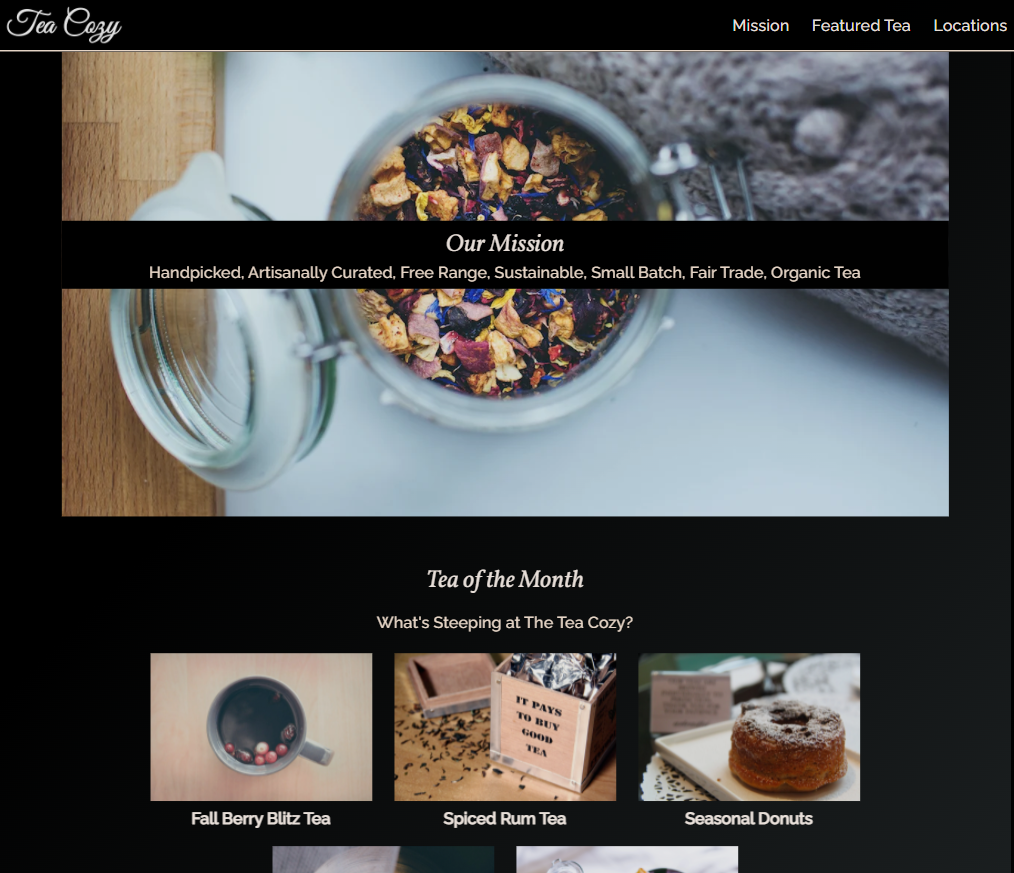 Tea Cozy
Mission Featured Tea Locations
Our Mission
Handpicked, Artisanally Curated, Free Range, Sustainable, Small Batch, Fair Trade, Organic Tea
Tea of the Month
What's Steeping at The Tea Cozy?
IT PAYS
TO BUY
GOOD
TEA
Fall Berry Blitz Tea
Spiced Rum Tea
Seasonal Donuts